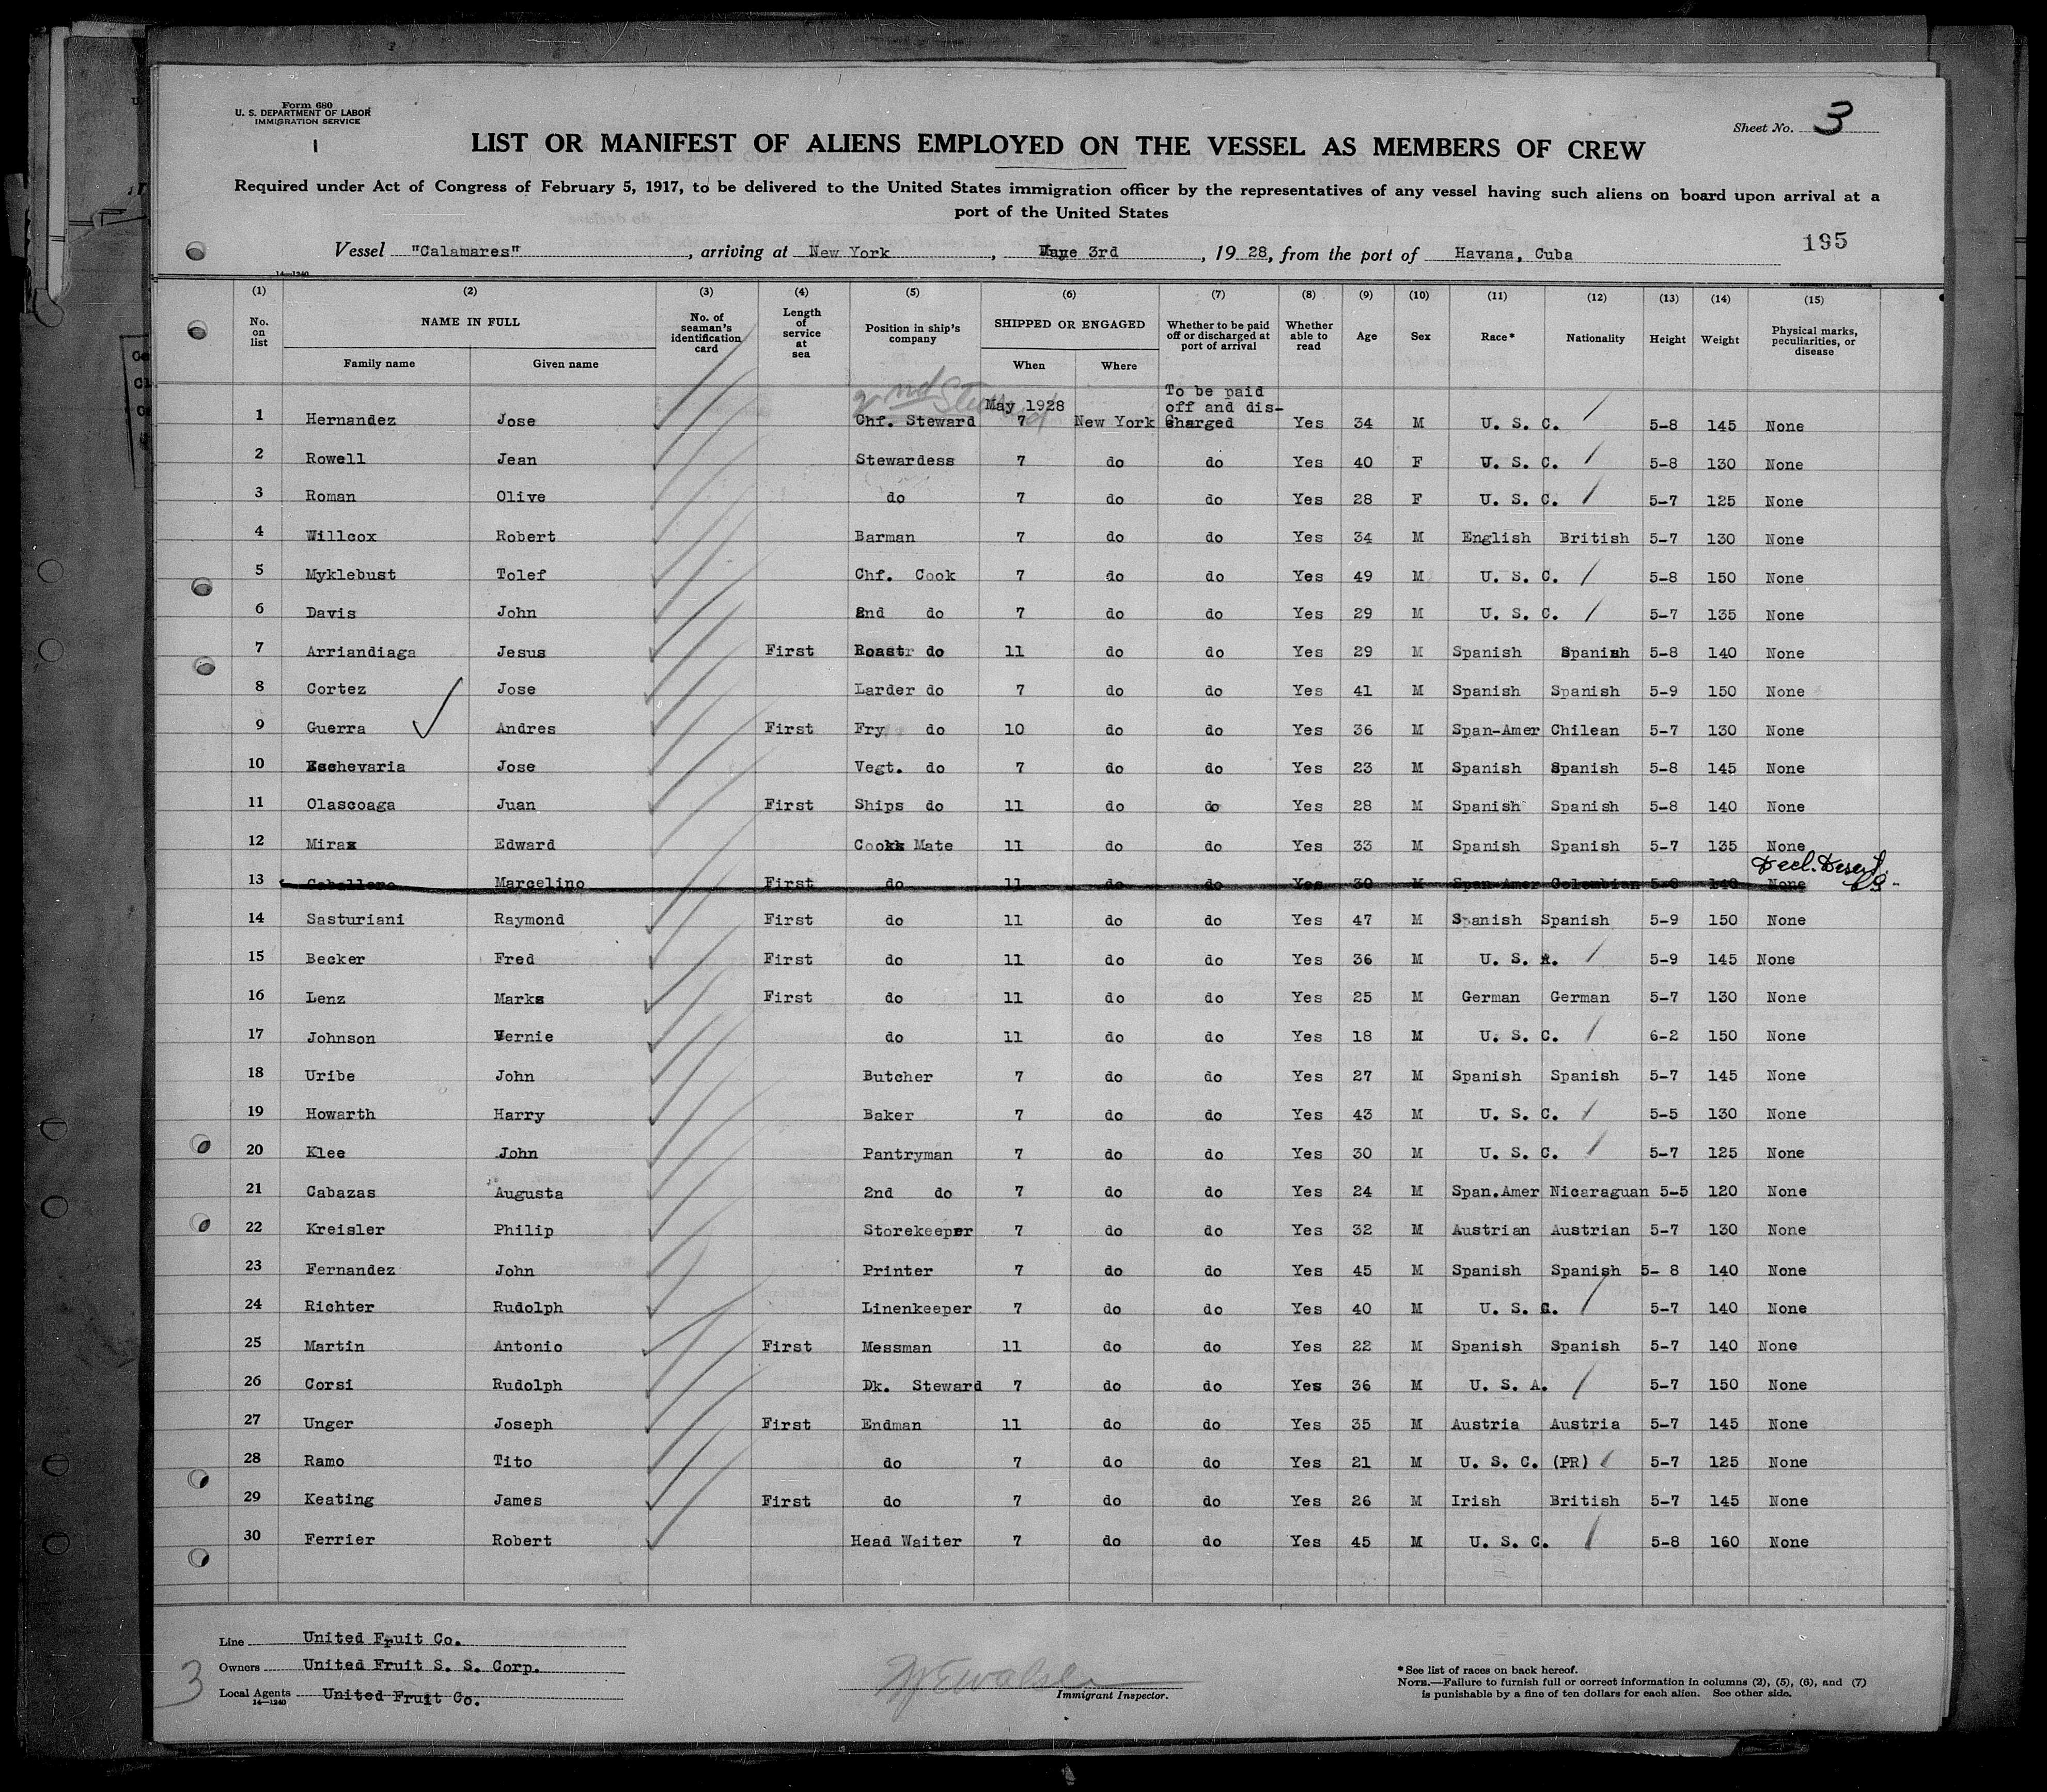 Form 680
U. S. DEPARTMENT OF LABOR
IMMIGRATION SERVICE
Sheet No. 3
LIST OR MANIFEST OF ALIENS EMPLOYED ON THE VESSEL AS MEMBERS OF CREW
Required under Act of Congress of February 5, 1917, to be delivered to the United States immigration officer by the representatives of any vessel having such aliens on board upon arrival at a
port of the United States
195
Vessel "Calamares", arriving at New York, June 3rd, 1928, from the port of Havana, Cuba
14—1240
(1) (2) (3) (4) (5) (6) (7) (8) (9) (10) (11) (12) (13) (14) (15)
No. on list NAME IN FULL Family name Given name No. of seaman's identification card Length of service at sea Position in ship's company SHIPPED OR ENGAGED When Where Whether to be paid off or discharged at port of arrival Whether able to read Age Sex Race* Nationality Height Weight Physical marks, peculiarities, or disease
2nd Steward
May 1928 To be paid off and dis-
1 Hernandez Jose Chf. Steward 7 New York charged Yes 34 M U. S. C. 5-8 145 None
2 Rowell Jean Stewardess 7 do do Yes 40 F U. S. C. 5-8 130 None
3 Roman Olive do 7 do do Yes 28 F U. S. C. 5-7 125 None
4 Willcox Robert Barman 7 do do Yes 34 M English British 5-7 130 None
5 Myklebust Tolef Chf. Cook 7 do do Yes 49 M U. S. C. 5-8 150 None
6 Davis John 2nd do 7 do do Yes 29 M U. S. C. 5-7 135 None
7 Arriandiaga Jesus First Roastr do 11 do do Yes 29 M Spanish Spanish 5-8 140 None
8 Cortez Jose Larder do 7 do do Yes 41 M Spanish Spanish 5-9 150 None
9 Guerra Andres First Fry do 10 do do Yes 36 M Span-Amer Chilean 5-7 130 None
10 Echevaria Jose Vegt. do 7 do do Yes 23 M Spanish Spanish 5-8 145 None
11 Olascoaga Juan First Ships do 11 do do Yes 28 M Spanish Spanish 5-8 140 None
12 Miras Edward Cooks Mate 11 do do Yes 33 M Spanish Spanish 5-7 135 None
Decl. Desert.
13 Caballero Marcelino First do 11 do do Yes 30 M Span-Amer Colombian 5-8 140 None
14 Sasturiani Raymond First do 11 do do Yes 47 M Spanish Spanish 5-9 150 None
15 Becker Fred First do 11 do do Yes 36 M U. S. A. 5-9 145 None
16 Lenz Marks First do 11 do do Yes 25 M German German 5-7 130 None
17 Johnson Vernie do 11 do do Yes 18 M U. S. C. 6-2 150 None
18 Uribe John Butcher 7 do do Yes 27 M Spanish Spanish 5-7 145 None
19 Howarth Harry Baker 7 do do Yes 43 M U. S. C. 5-5 130 None
20 Klee John Pantryman 7 do do Yes 30 M U. S. C. 5-7 125 None
21 Cabazas Augusta 2nd do 7 do do Yes 24 M Span.Amer Nicaraguan 5-5 120 None
22 Kreisler Philip Storekeeper 7 do do Yes 32 M Austrian Austrian 5-7 130 None
23 Fernandez John Printer 7 do do Yes 45 M Spanish Spanish 5-8 140 None
24 Richter Rudolph Linenkeeper 7 do do Yes 40 M U. S. C. 5-7 140 None
25 Martin Antonio First Messman 11 do do Yes 22 M Spanish Spanish 5-7 140 None
26 Corsi Rudolph Dk. Steward 7 do do Yes 36 M U. S. A. 5-7 150 None
27 Unger Joseph First Endman 11 do do Yes 35 M Austria Austria 5-7 145 None
28 Ramo Tito do 7 do do Yes 21 M U. S. C. (PR) 5-7 125 None
29 Keating James First do 7 do do Yes 26 M Irish British 5-7 145 None
30 Ferrier Robert Head Waiter 7 do do Yes 45 M U. S. C. 5-8 160 None
Line United Fruit Co.
Owners United Fruit S. S. Corp.
Local Agents United Fruit Co.
14—1240
3
Immigrant Inspector.
*See list of races on back hereof.
NOTE.—Failure to furnish full or correct information in columns (2), (5), (6), and (7)
is punishable by a fine of ten dollars for each alien. See other side.